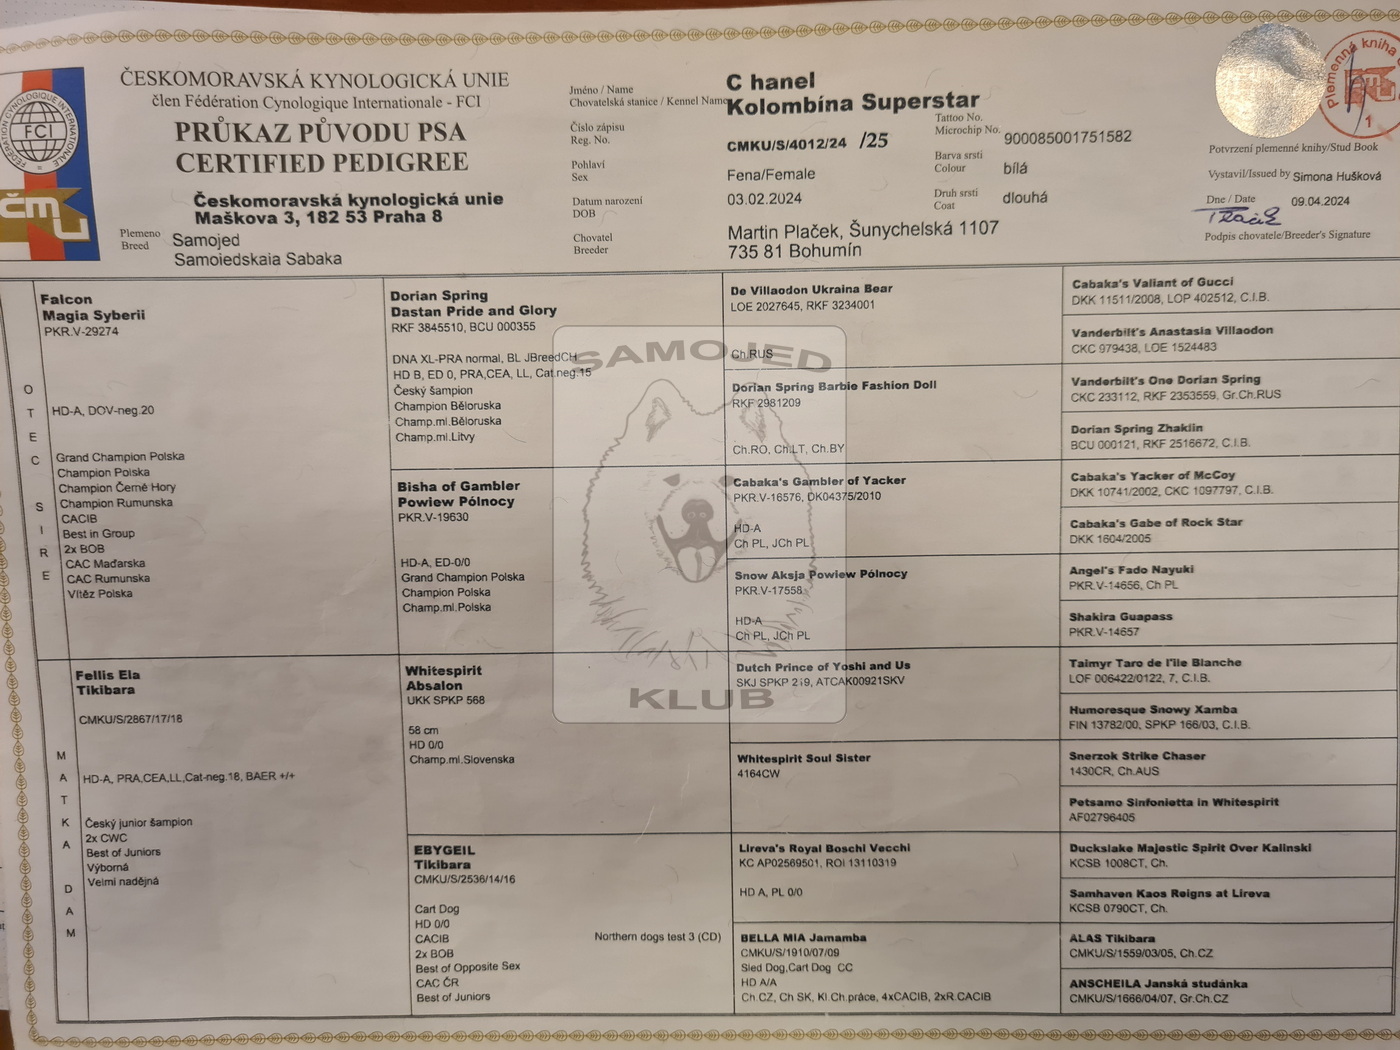 ČESKOMORAVSKÁ KYNOLOGICKÁ UNIE
člen Fédération Cynologique Internationale - FCI
PRŮKAZ PŮVODU PSA
CERTIFIED PEDIGREE
Českomoravská kynologická unie
Maškova 3, 182 53 Praha 8
Plemeno
Breed
Samojed
Samoiedskaia Sabaka
FCI
čmu
Jméno / Name
Chovatelská stanice / Kennel Name
C hanel
Kolombína Superstar
Číslo zápisu
Reg. No.
CMKU/S/4012/24 /25
Pohlaví
Sex
Fena/Female
Datum narození
DOB
03.02.2024
Chovatel
Breeder
Martin Plaček, Šunychelská 1107
735 81 Bohumín
Tattoo No.
Microchip No.
900085001751582
Barva srsti
Colour
bílá
Druh srsti
Coat
dlouhá
Plemenná kniha
1
Potvrzení plemenné knihy/Stud Book
Vystavil/Issued by Simona Hušková
Dne / Date 09.04.2024
Podpis chovatele/Breeder's Signature
OTEC SIRE
Falcon
Magia Syberii
PKR.V-29274
HD-A, DOV-neg.20
Grand Champion Polska
Champion Polska
Champion Černé Hory
Champion Rumunska
CACIB
Best in Group
2x BOB
CAC Maďarska
CAC Rumunska
Vítěz Polska
MATKA DAM
Fellis Ela
Tikibara
CMKU/S/2867/17/18
HD-A, PRA,CEA,LL,Cat-neg.18, BAER +/+
Český junior šampion
2x CWC
Best of Juniors
Výborná
Velmi nadějná
Dorian Spring
Dastan Pride and Glory
RKF 3845510, BCU 000355
DNA XL-PRA normal, BL JBreedCH
HD B, ED 0, PRA,CEA, LL, Cat.neg.15
Český šampion
Champion Běloruska
Champ.ml.Běloruska
Champ.ml.Litvy
Bisha of Gambler
Powiew Pólnocy
PKR.V-19630
HD-A, ED-0/0
Grand Champion Polska
Champion Polska
Champ.ml.Polska
Whitespirit
Absalon
UKK SPKP 568
58 cm
HD 0/0
Champ.ml.Slovenska
EBYGEIL
Tikibara
CMKU/S/2536/14/16
Cart Dog
HD 0/0
CACIB
2x BOB
Best of Opposite Sex
CAC ČR
Best of Juniors
Northern dogs test 3 (CD)
De Villaodon Ukraina Bear
LOE 2027645, RKF 3234001
Ch.RUS
Dorian Spring Barbie Fashion Doll
RKF 2981209
Ch.RO, Ch.LT, Ch.BY
Cabaka's Gambler of Yacker
PKR.V-16576, DK04375/2010
HD-A
Ch PL, JCh PL
Snow Aksja Powiew Pólnocy
PKR.V-17558
HD-A
Ch PL, JCh PL
Dutch Prince of Yoshi and Us
SKJ SPKP 219, ATCAK00921SKV
Whitespirit Soul Sister
4164CW
Lireva's Royal Boschi Vecchi
KC AP02569501, ROI 13110319
HD A, PL 0/0
BELLA MIA Jamamba
CMKU/S/1910/07/09
Sled Dog,Cart Dog CC
HD A/A
Ch.CZ, Ch SK, Kl.Ch.práce, 4xCACIB, 2xR.CACIB
Cabaka's Valiant of Gucci
DKK 11511/2008, LOP 402512, C.I.B.
Vanderbilt's Anastasia Villaodon
CKC 979438, LOE 1524483
Vanderbilt's One Dorian Spring
CKC 233112, RKF 2353559, Gr.Ch.RUS
Dorian Spring Zhaklin
BCU 000121, RKF 2516672, C.I.B.
Cabaka's Yacker of McCoy
DKK 10741/2002, CKC 1097797, C.I.B.
Cabaka's Gabe of Rock Star
DKK 1604/2005
Angel's Fado Nayuki
PKR.V-14656, Ch PL
Shakira Guapass
PKR.V-14657
Taimyr Taro de l'île Blanche
LOF 006422/0122, 7, C.I.B.
Humoresque Snowy Xamba
FIN 13782/00, SPKP 166/03, C.I.B.
Snerzok Strike Chaser
1430CR, Ch.AUS
Petsamo Sinfonietta in Whitespirit
AF02796405
Duckslake Majestic Spirit Over Kalinski
KCSB 1008CT, Ch.
Samhaven Kaos Reigns at Lireva
KCSB 0790CT, Ch.
ALAS Tikibara
CMKU/S/1559/03/05, Ch.CZ
ANSCHEILA Janská studánka
CMKU/S/1666/04/07, Gr.Ch.CZ
SAMOJED
KLUB